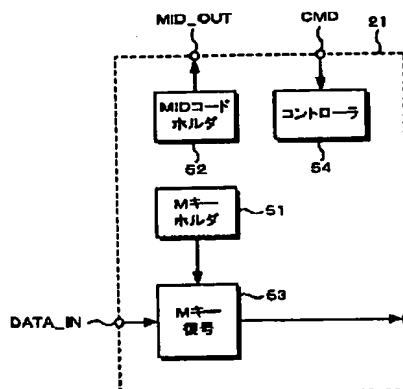 MID_OUT
CMD
21
MIDコード
ホルダ
コントローラ
52
54
Mキー
ホルダ
51
53
Mキー
復号
DATA_IN